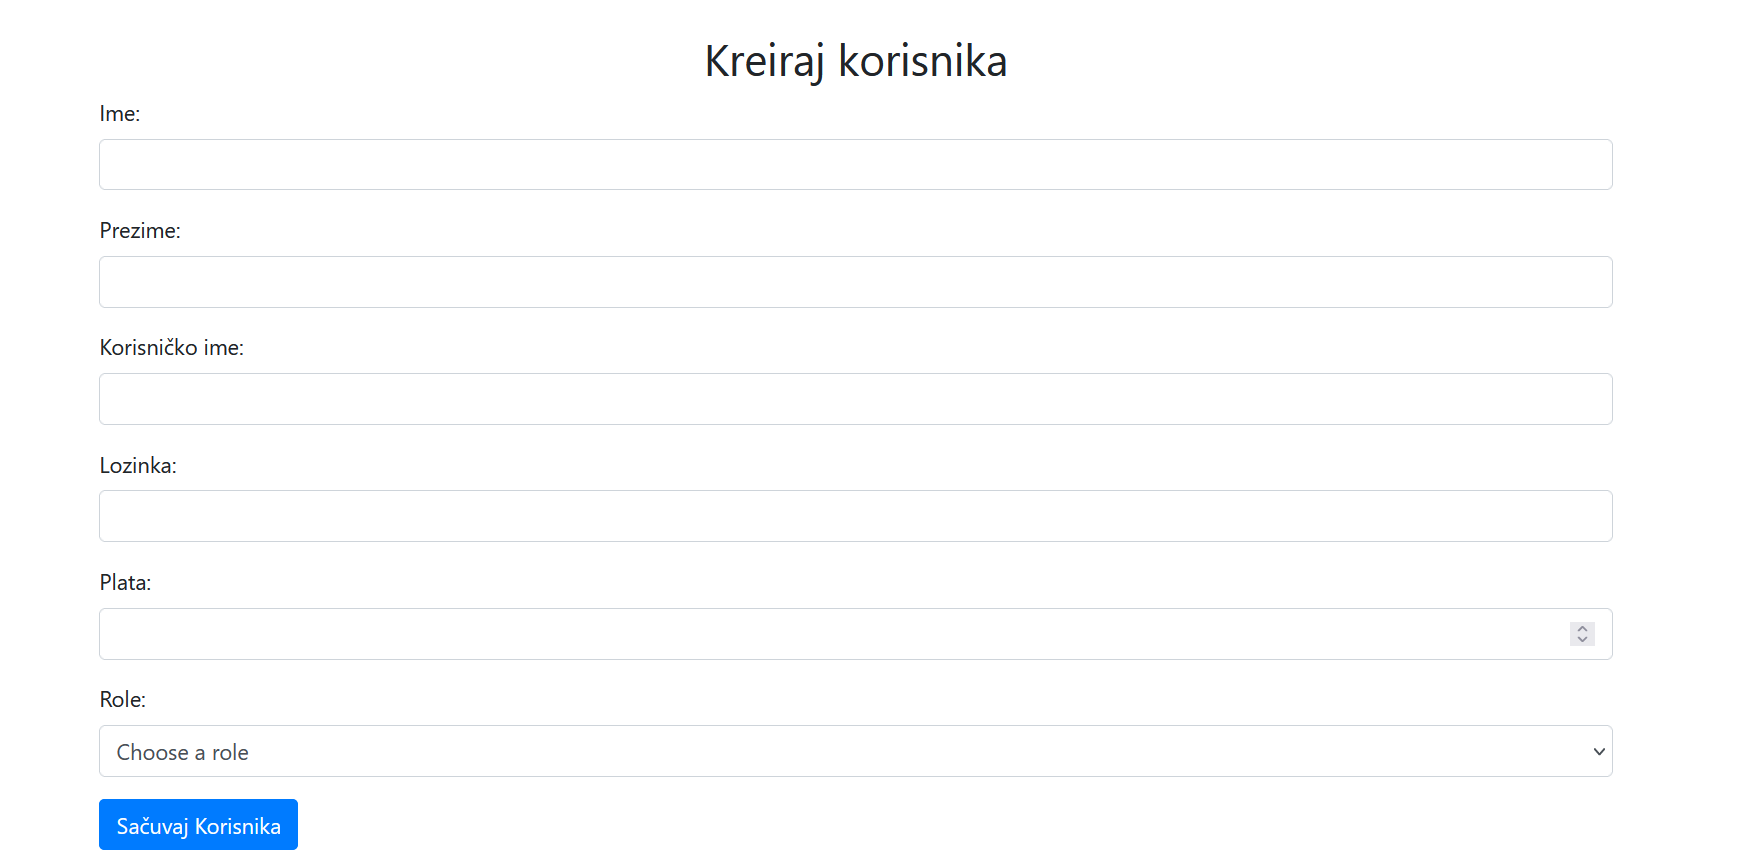 Kreiraj korisnika
Ime:
Prezime:
Korisničko ime:
Lozinka:
Plata:
Role:
Choose a role
Sačuvaj Korisnika